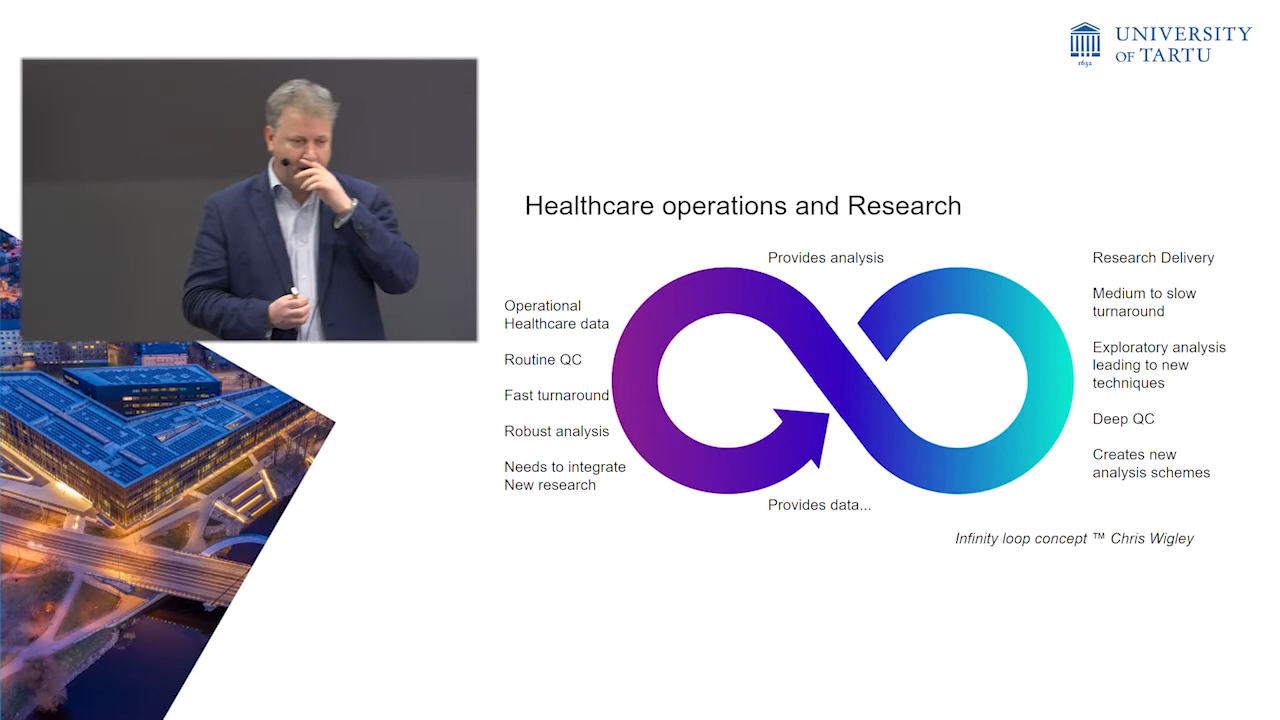 UNIVERSITY
OF TARTU
1632
Healthcare operations and Research
Provides analysis
Operational
Healthcare data
Routine QC
Fast turnaround
Robust analysis
Needs to integrate
New research
Research Delivery
Medium to slow
turnaround
Exploratory analysis
leading to new
techniques
Deep QC
Creates new
analysis schemes
Provides data...
Infinity loop concept ™ Chris Wigley